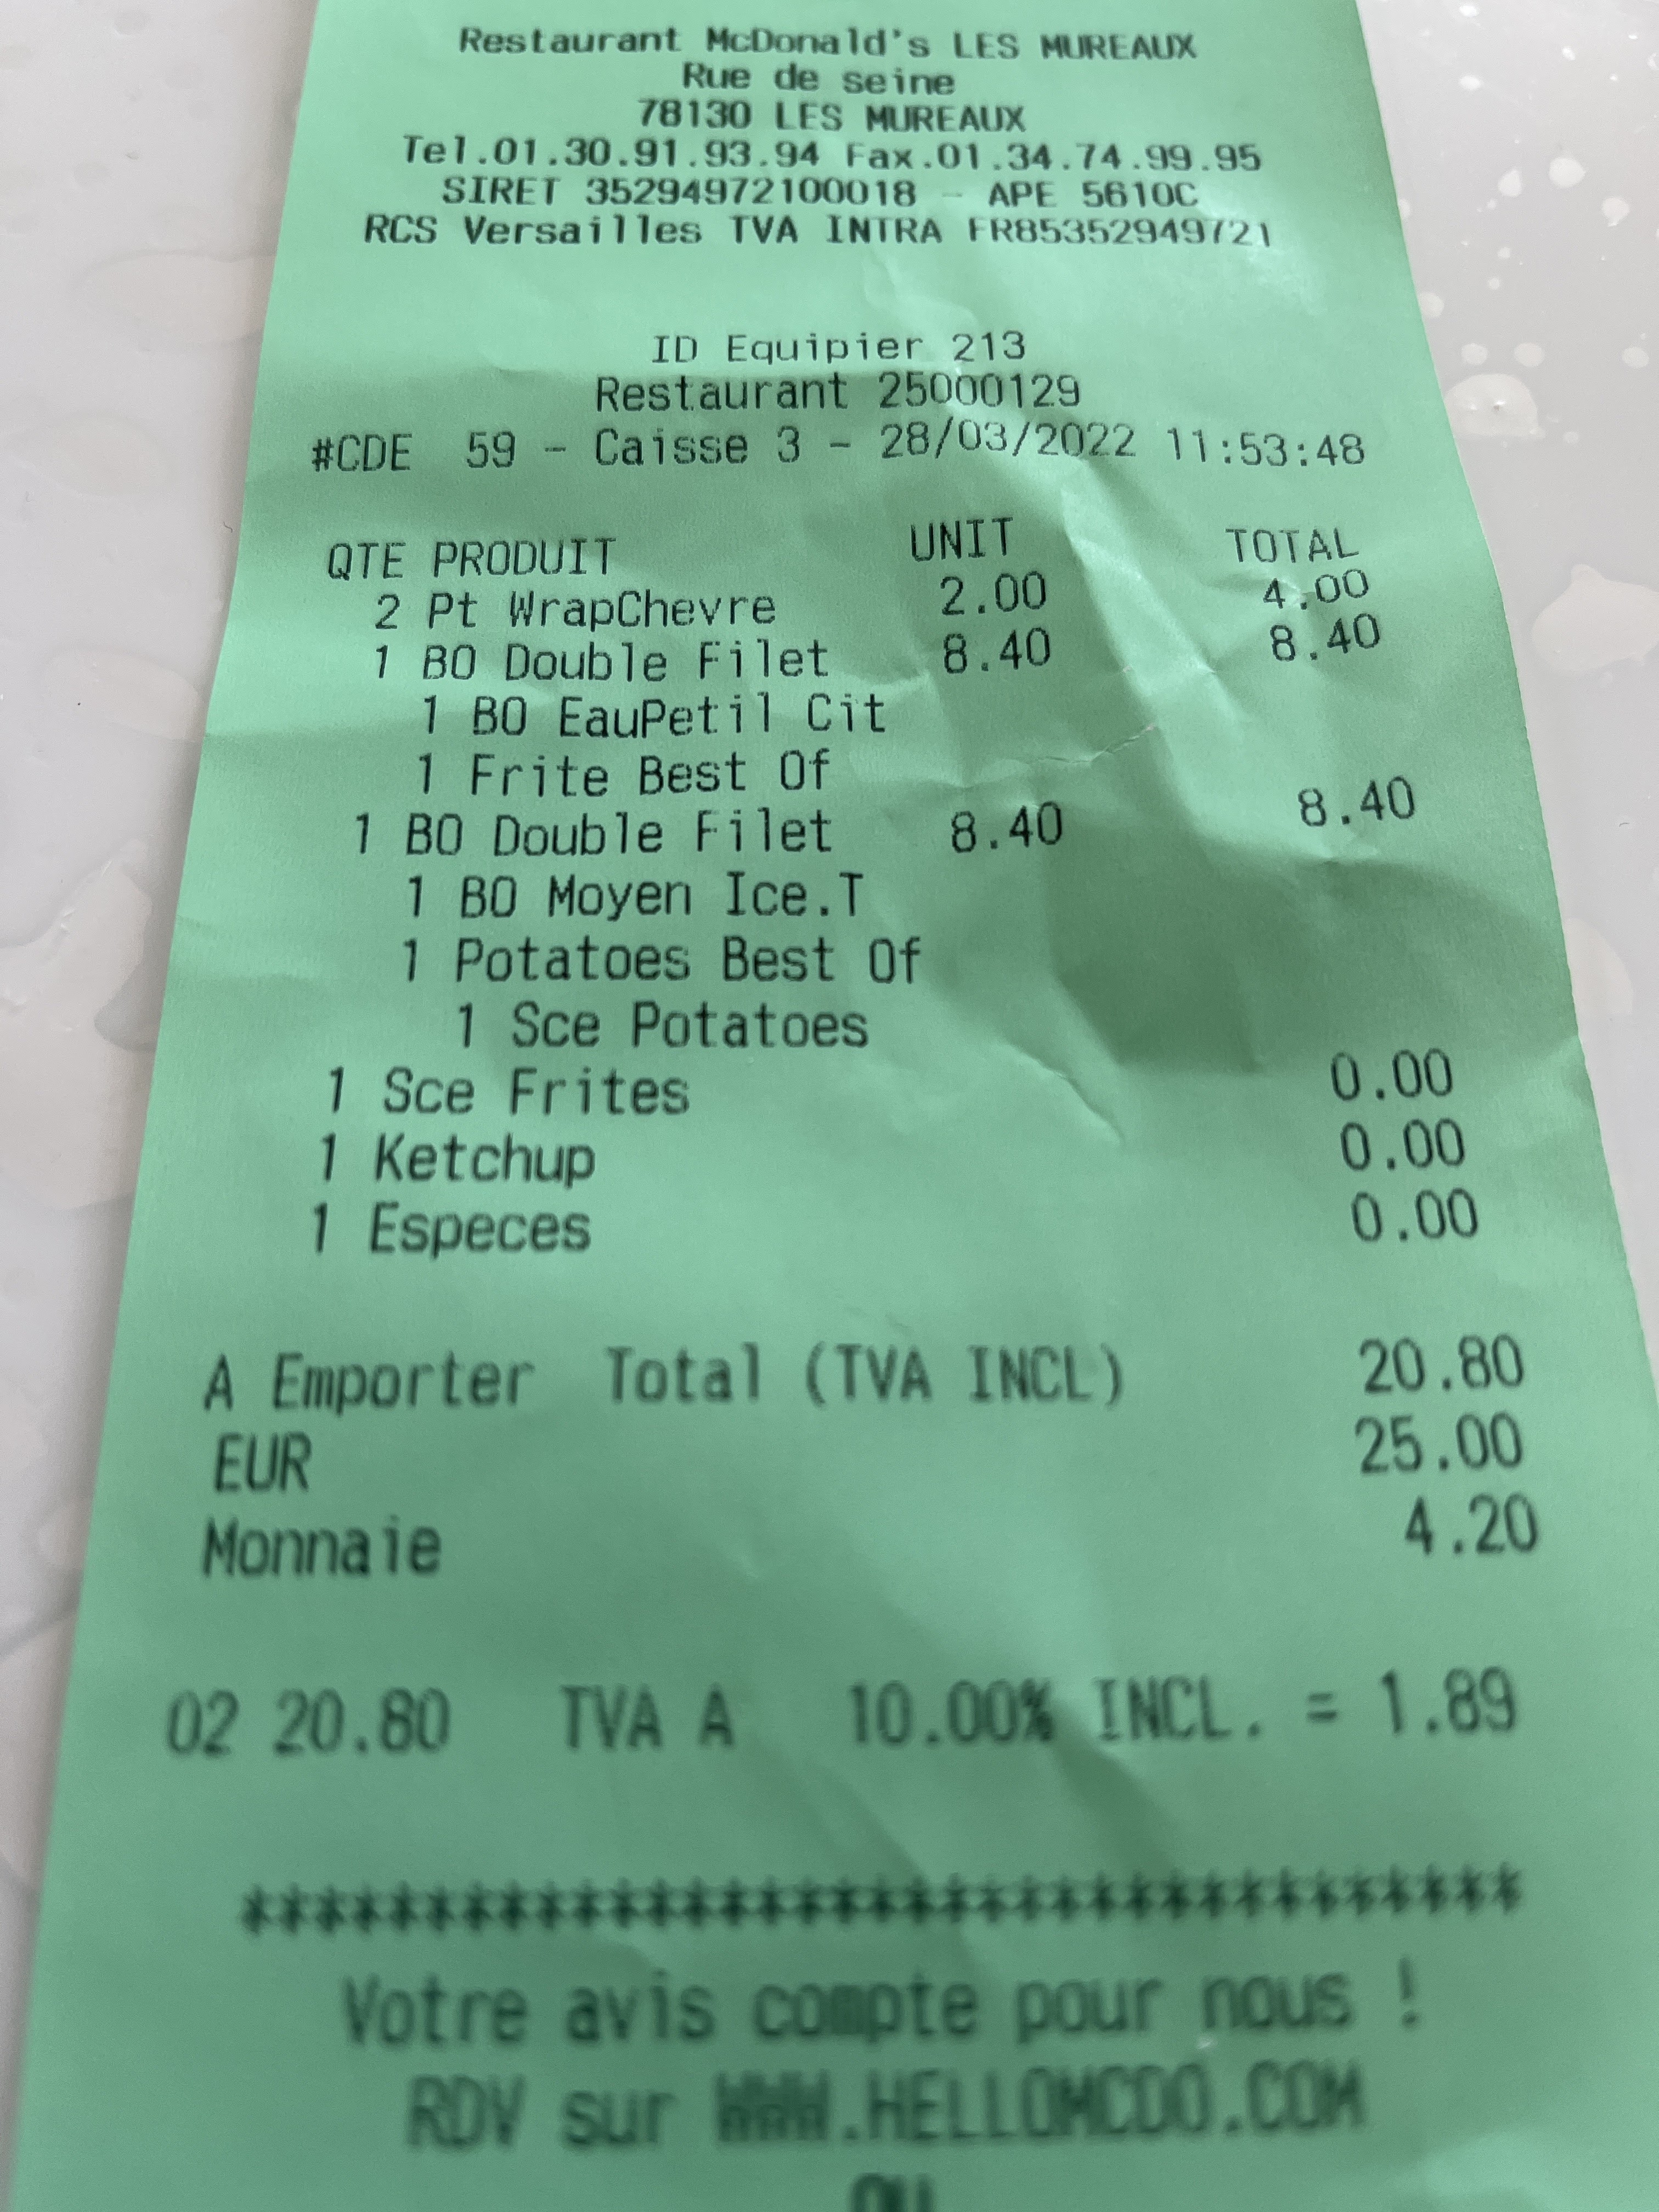 Restaurant McDonald's LES MUREAUX
Rue de seine
78130 LES MUREAUX
Tel.01.30.91.93.94 Fax.01.34.74.99.95
SIRET 35294972100018 - APE 5610C
RCS Versailles TVA INTRA FR85352949721
ID Equipier 213
Restaurant 25000129
#CDE 59 - Caisse 3 - 28/03/2022 11:53:48
QTE PRODUIT UNIT TOTAL
2 Pt WrapChevre 2.00 4.00
1 BO Double Filet 8.40 8.40
1 BO EauPetil Cit
1 Frite Best Of
1 BO Double Filet 8.40 8.40
1 BO Moyen Ice.T
1 Potatoes Best Of
1 Sce Potatoes
1 Sce Frites 0.00
1 Ketchup 0.00
1 Especes 0.00
A Emporter Total (TVA INCL) 20.80
EUR 25.00
Monnaie 4.20
02 20.80 TVA A 10.00% INCL. = 1.89
**************************************
Votre avis compte pour nous !
RDV sur WWW.HELLOMCDO.COM
OU